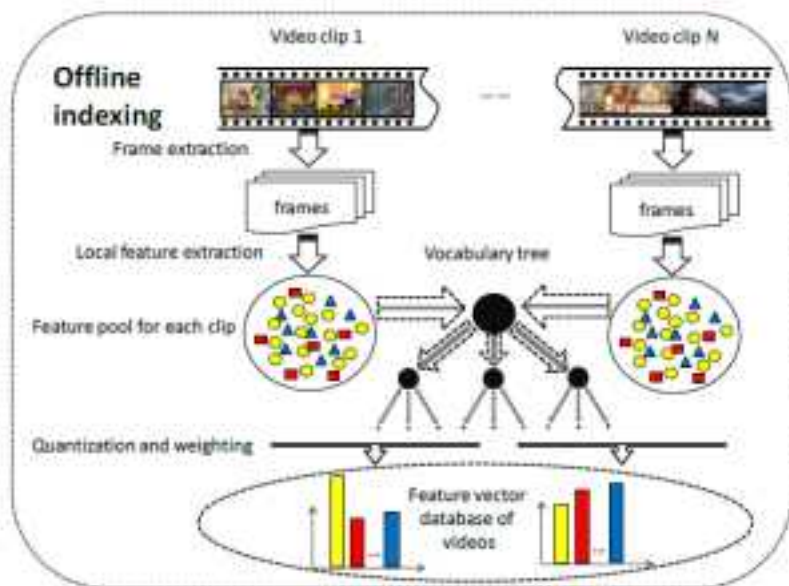 Video clip 1
Video clip N
Offline
indexing
... ...
Frame extraction
frames
frames
Local feature extraction
Vocabulary tree
Feature pool for each clip
Quantization and weighting
Feature vector
database of
videos
...
...